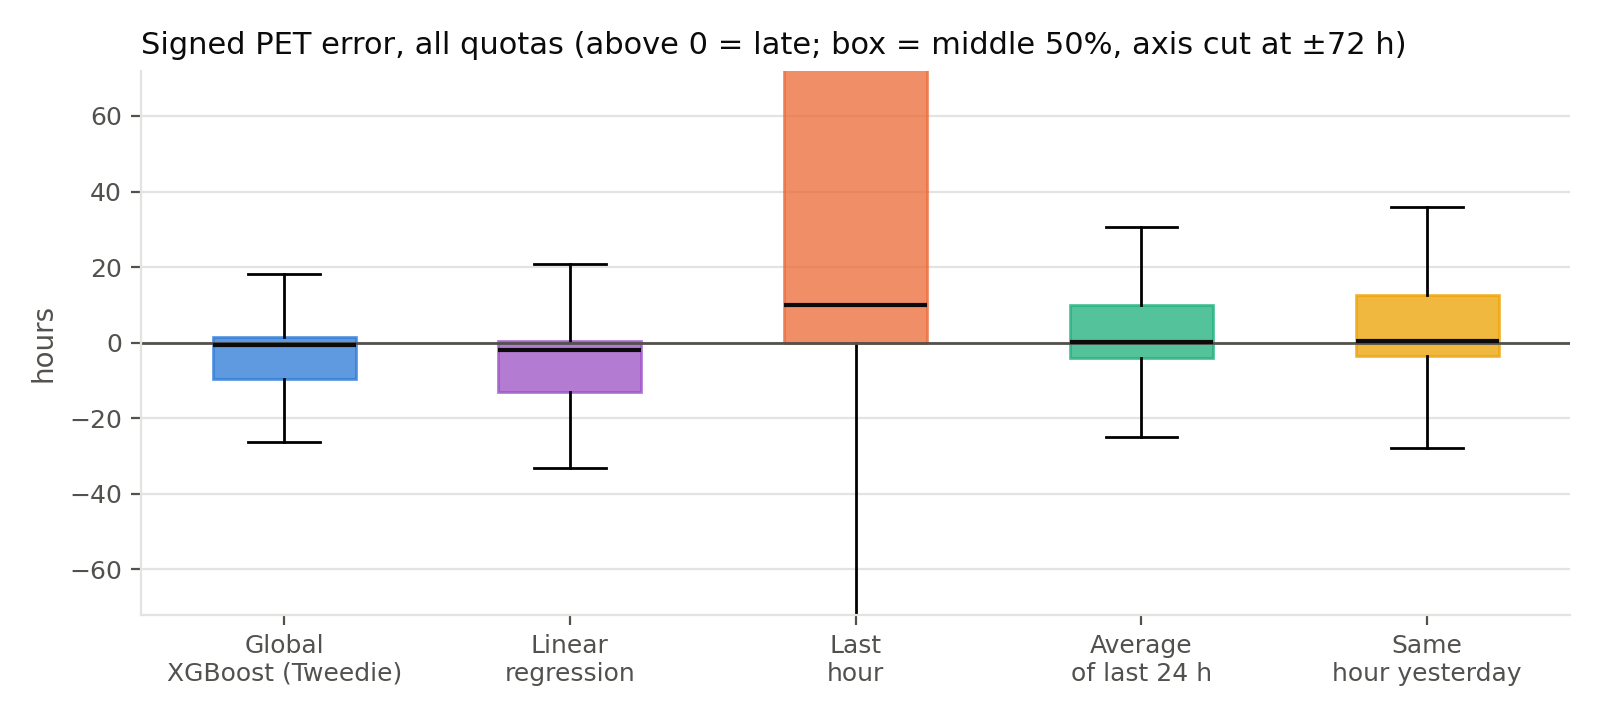 Signed PET error, all quotas (above 0 = late; box = middle 50%, axis cut at ±72 h)
hours
60
40
20
0
−20
−40
−60
Global
XGBoost (Tweedie)
Linear
regression
Last
hour
Average
of last 24 h
Same
hour yesterday